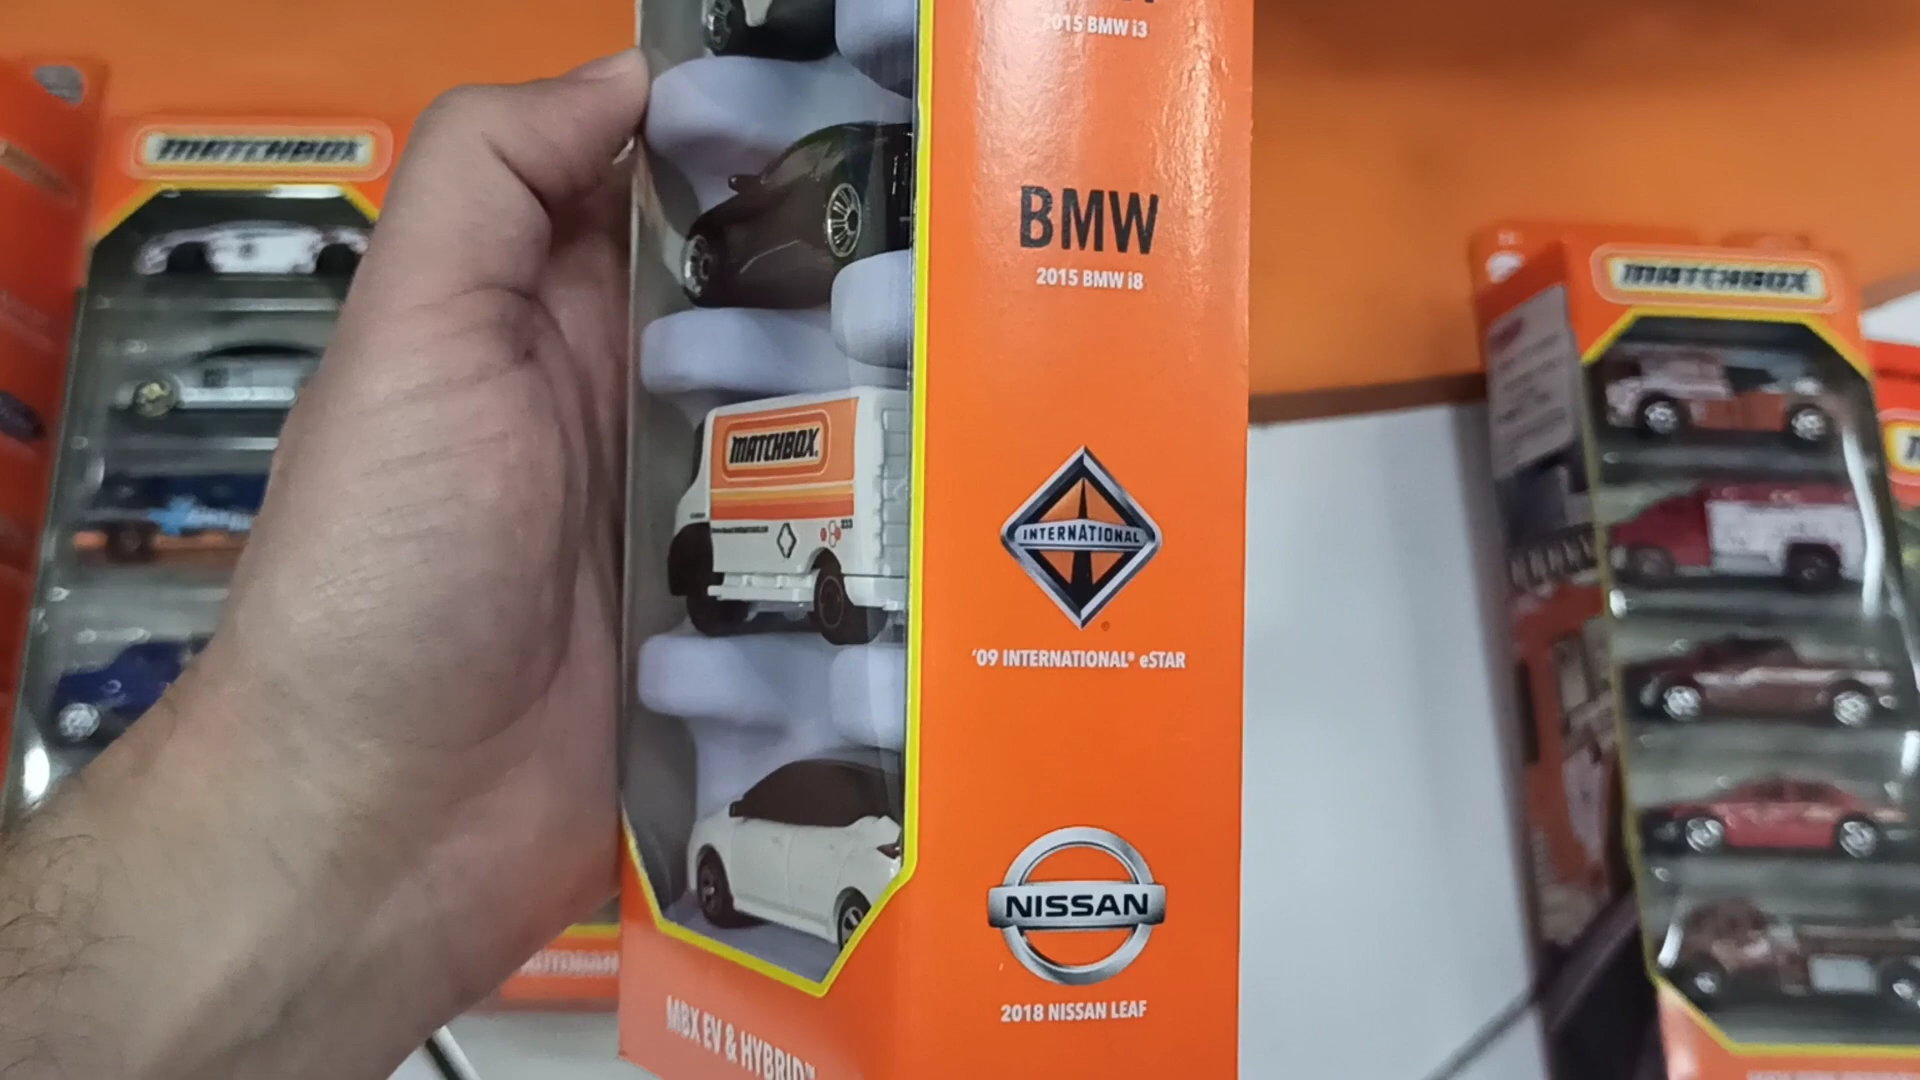 2015 BMW i3
MATCHBOX
BMW
2015 BMW i8
MATCHBOX
MATCHBOX.
INTERNATIONAL
®
'09 INTERNATIONAL® eSTAR
NISSAN
2018 NISSAN LEAF
MBX EV & HYBRID™